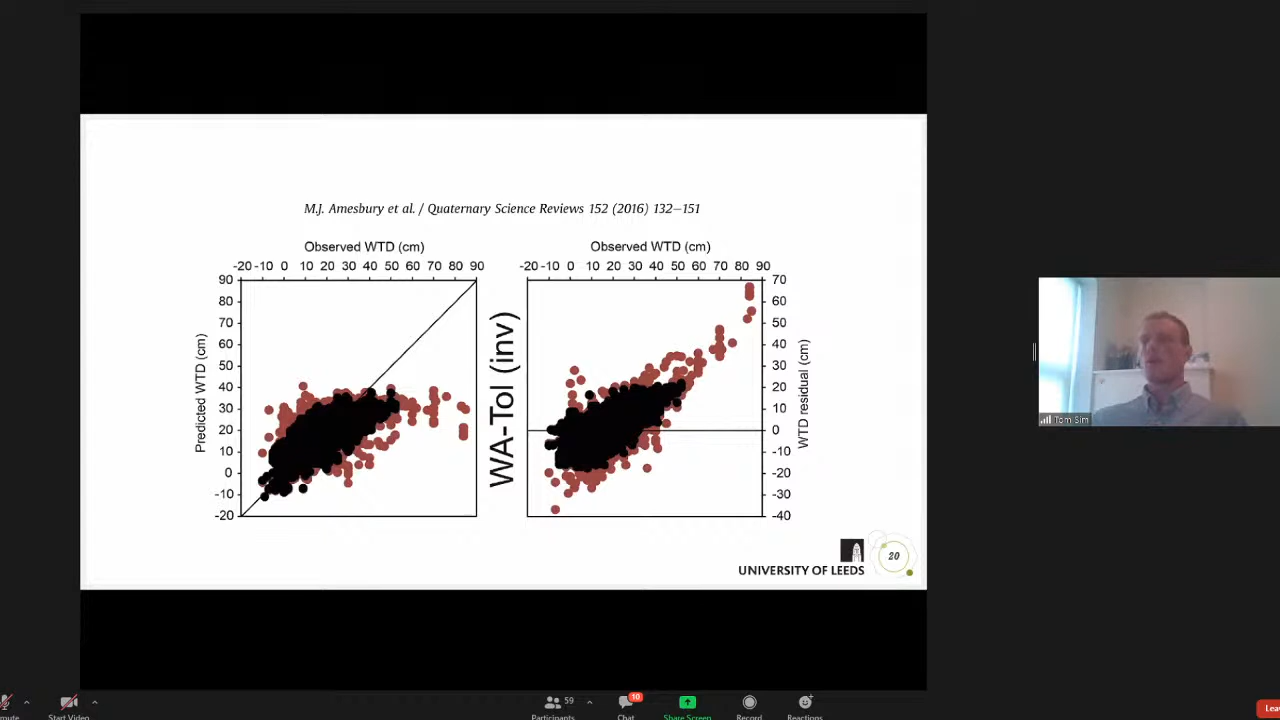 M.J. Amesbury et al. / Quaternary Science Reviews 152 (2016) 132–151
Observed WTD (cm)
Observed WTD (cm)
-20 -10 0 10 20 30 40 50 60 70 80 90
-20 -10 0 10 20 30 40 50 60 70 80 90
90
80
70
60
50
40
30
20
10
0
-10
-20
Predicted WTD (cm)
WA-Tol (inv)
70
60
50
40
30
20
10
0
-10
-20
-30
-40
WTD residual (cm)
UNIVERSITY OF LEEDS
20
Tom Sim
Start Video
59
Participants
10
Chat
Share Screen
Record
Reactions